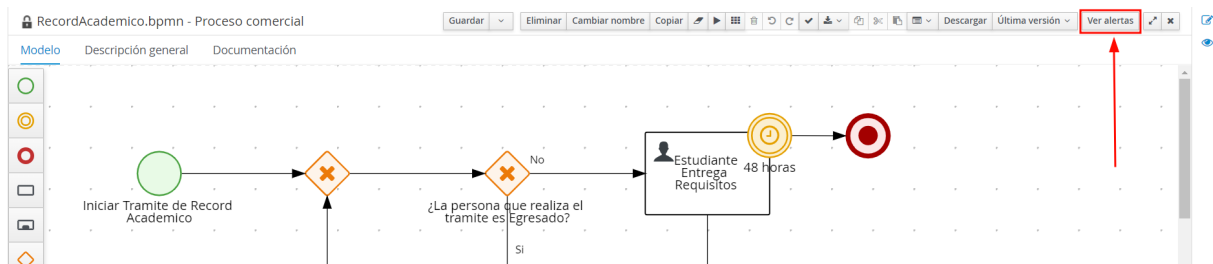 RecordAcademico.bpmn - Proceso comercial
Guardar Eliminar Cambiar nombre Copiar Descargar Última versión Ver alertas
Modelo Descripción general Documentación
No
Estudiante
Entrega
Requisitos
48 horas
Iniciar Tramite de Record
Academico
¿La persona que realiza el
tramite es Egresado?
Si